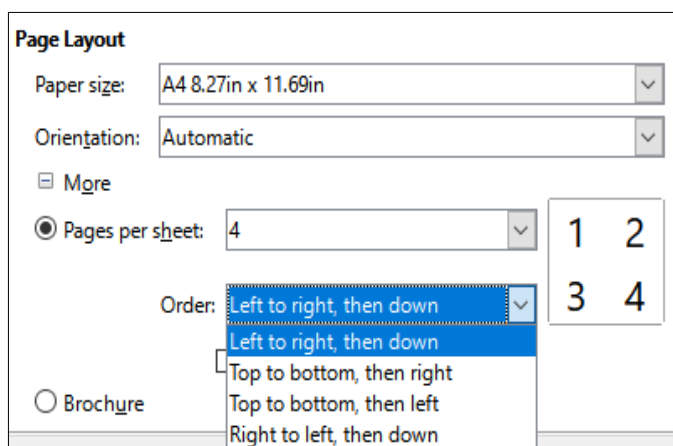 Page Layout
Paper size: A4 8.27in x 11.69in
Orientation: Automatic
More
Pages per sheet: 4
1 2
3 4
Order: Left to right, then down
Left to right, then down
Top to bottom, then right
Top to bottom, then left
Brochure
Right to left, then down